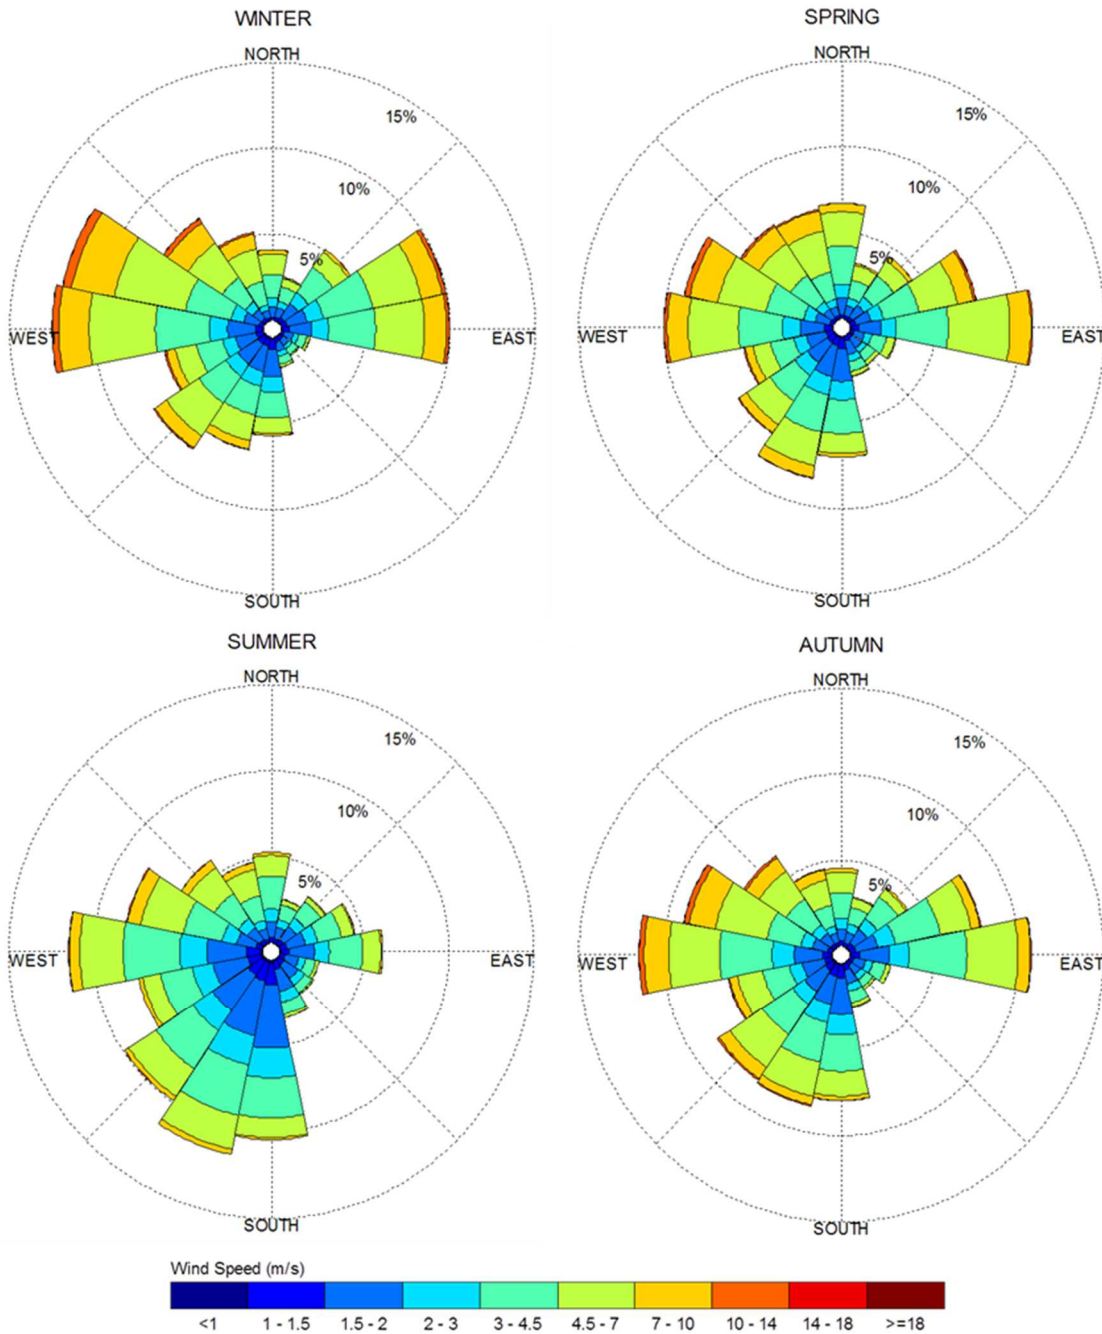 WINTER
NORTH
15%
10%
5%
WEST
EAST
SOUTH
SPRING
NORTH
15%
10%
5%
WEST
EAST
SOUTH
SUMMER
NORTH
15%
10%
5%
WEST
EAST
SOUTH
AUTUMN
NORTH
15%
10%
5%
WEST
EAST
SOUTH
Wind Speed (m/s)
<1 1 - 1.5 1.5 - 2 2 - 3 3 - 4.5 4.5 - 7 7 - 10 10 - 14 14 - 18 >=18